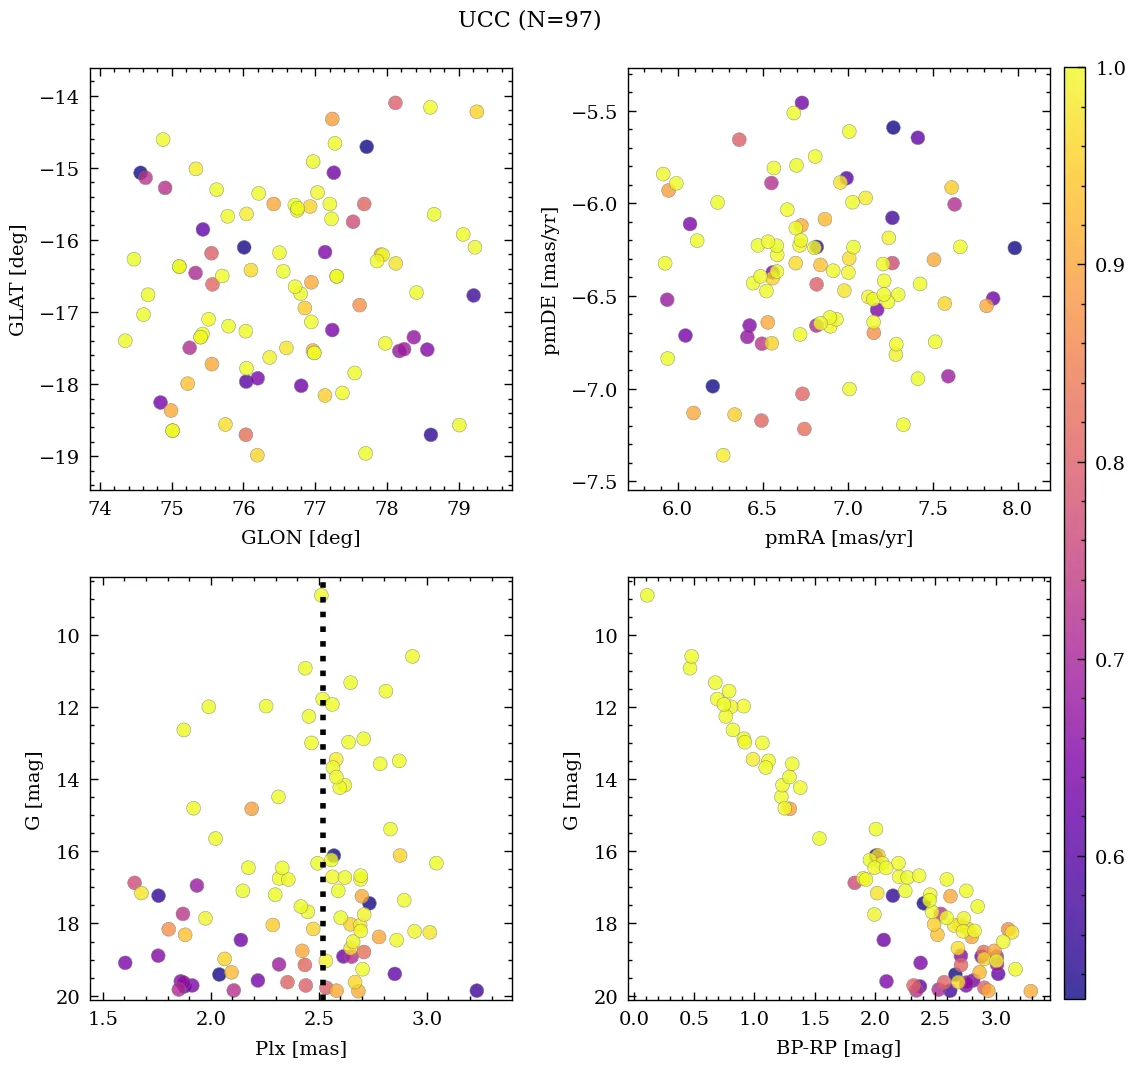 UCC (N=97)
−14
−15
−16
−17
−18
−19
GLAT [deg]
74 75 76 77 78 79
GLON [deg]
−5.5
−6.0
−6.5
−7.0
−7.5
pmDE [mas/yr]
6.0 6.5 7.0 7.5 8.0
pmRA [mas/yr]
1.0
0.9
0.8
0.7
0.6
10
12
14
16
18
20
G [mag]
1.5 2.0 2.5 3.0
Plx [mas]
10
12
14
16
18
20
G [mag]
0.0 0.5 1.0 1.5 2.0 2.5 3.0
BP-RP [mag]